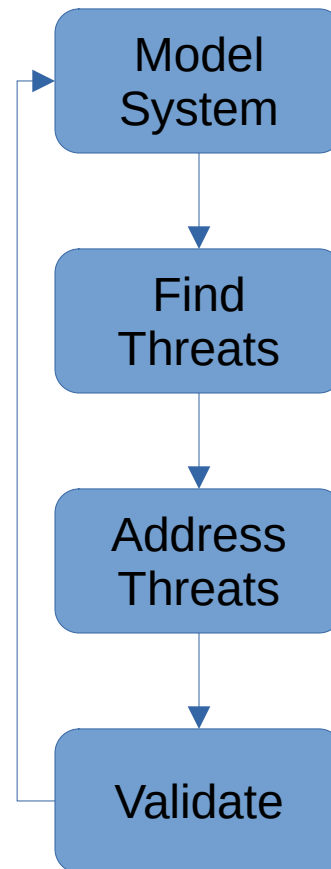 Model
System
Find
Threats
Address
Threats
Validate